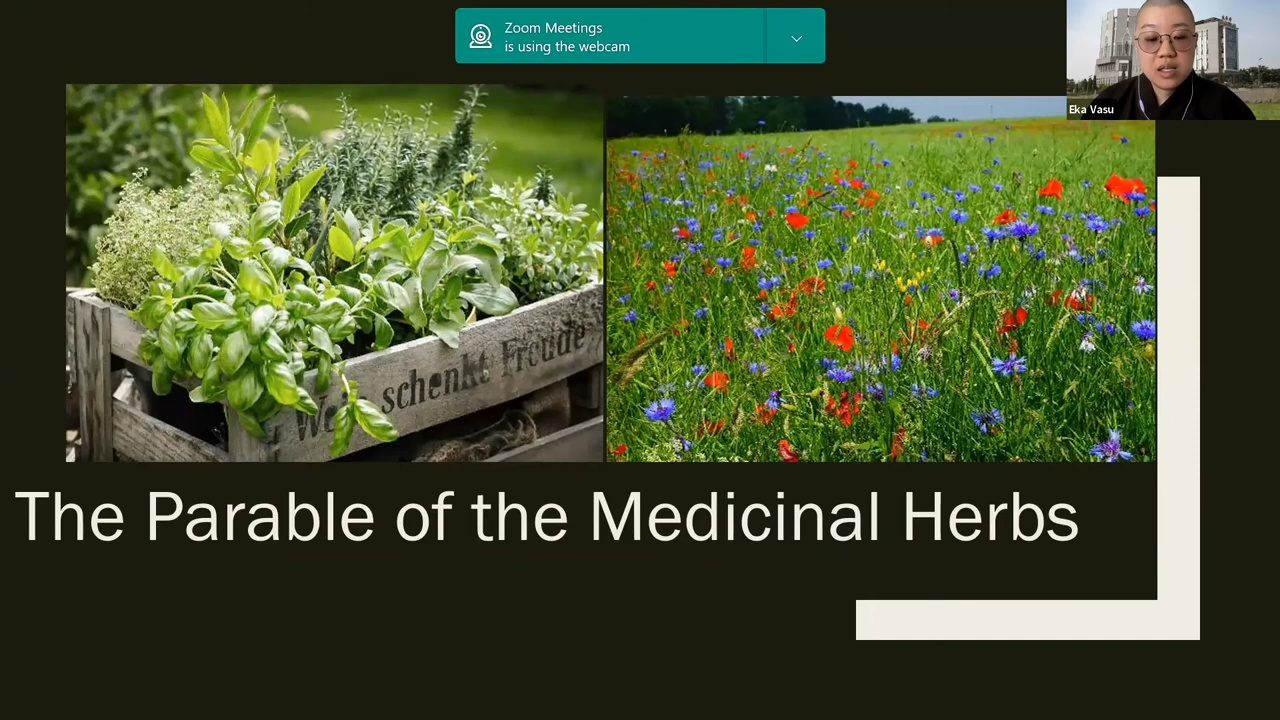 Zoom Meetings
is using the webcam
Eka Vasu
schenkt Freude
The Parable of the Medicinal Herbs